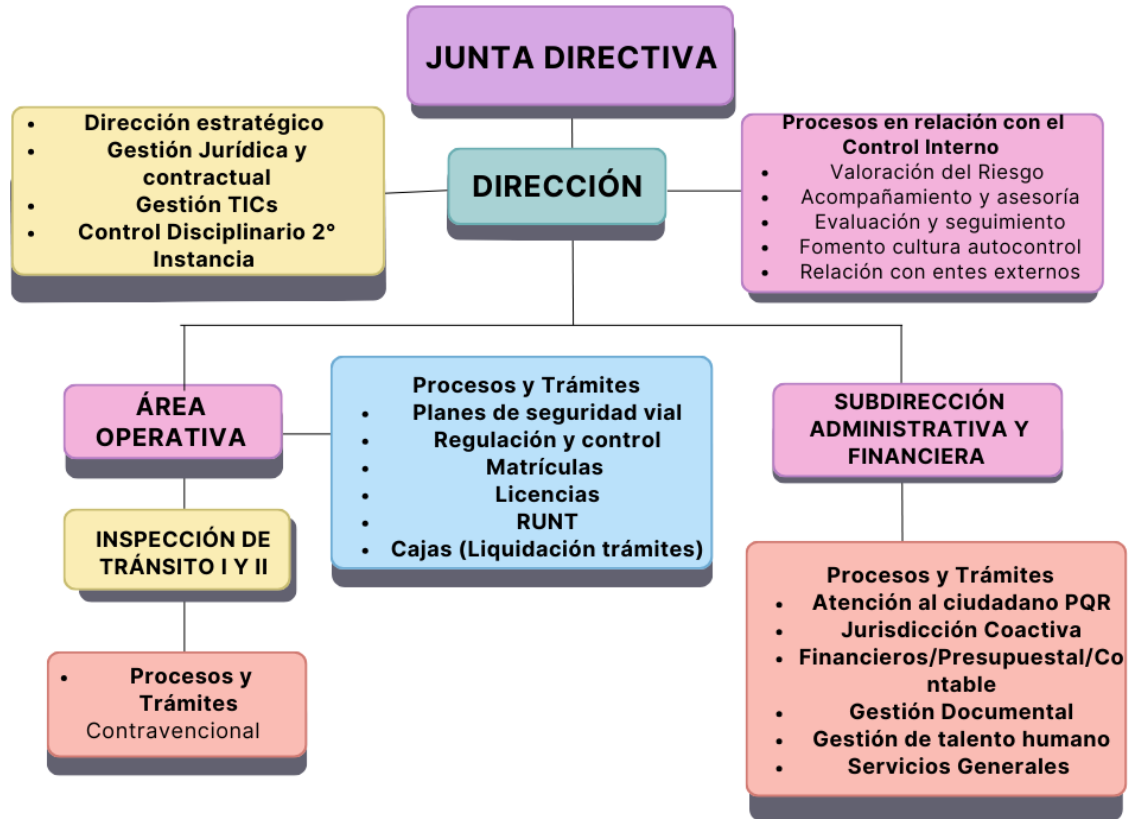 JUNTA DIRECTIVA
• Dirección estratégico
• Gestión Jurídica y
contractual
• Gestión TICs
• Control Disciplinario 2°
Instancia
DIRECCIÓN
Procesos en relación con el
Control Interno
• Valoración del Riesgo
• Acompañamiento y asesoría
• Evaluación y seguimiento
• Fomento cultura autocontrol
• Relación con entes externos
ÁREA
OPERATIVA
Procesos y Trámites
• Planes de seguridad vial
• Regulación y control
• Matrículas
• Licencias
• RUNT
• Cajas (Liquidación trámites)
SUBDIRECCIÓN
ADMINISTRATIVA Y
FINANCIERA
INSPECCIÓN DE
TRÁNSITO I Y II
• Procesos y
Trámites
Contravencional
Procesos y Trámites
• Atención al ciudadano PQR
• Jurisdicción Coactiva
• Financieros/Presupuestal/Co
ntable
• Gestión Documental
• Gestión de talento humano
• Servicios Generales